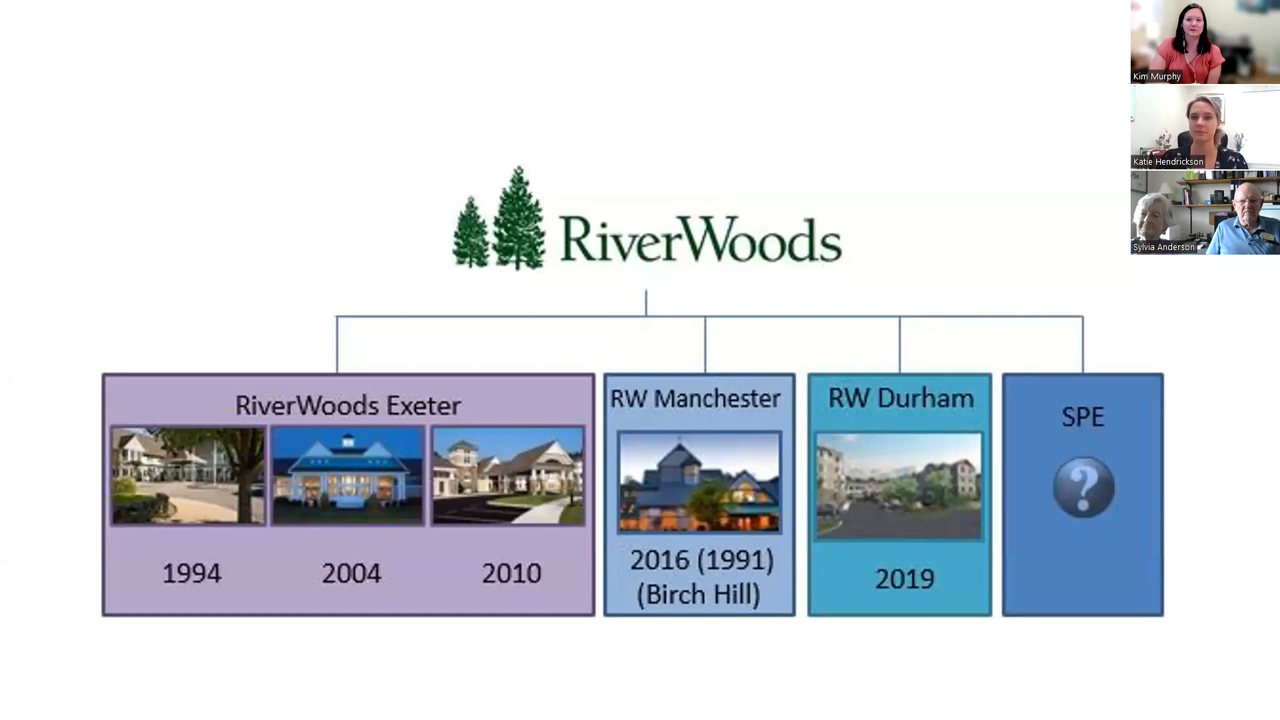 Kim Murphy
Katie Hendrickson
Sylvia Anderson
RiverWoods
RiverWoods Exeter
1994
2004
2010
RW Manchester
2016 (1991)
(Birch Hill)
RW Durham
2019
SPE
?